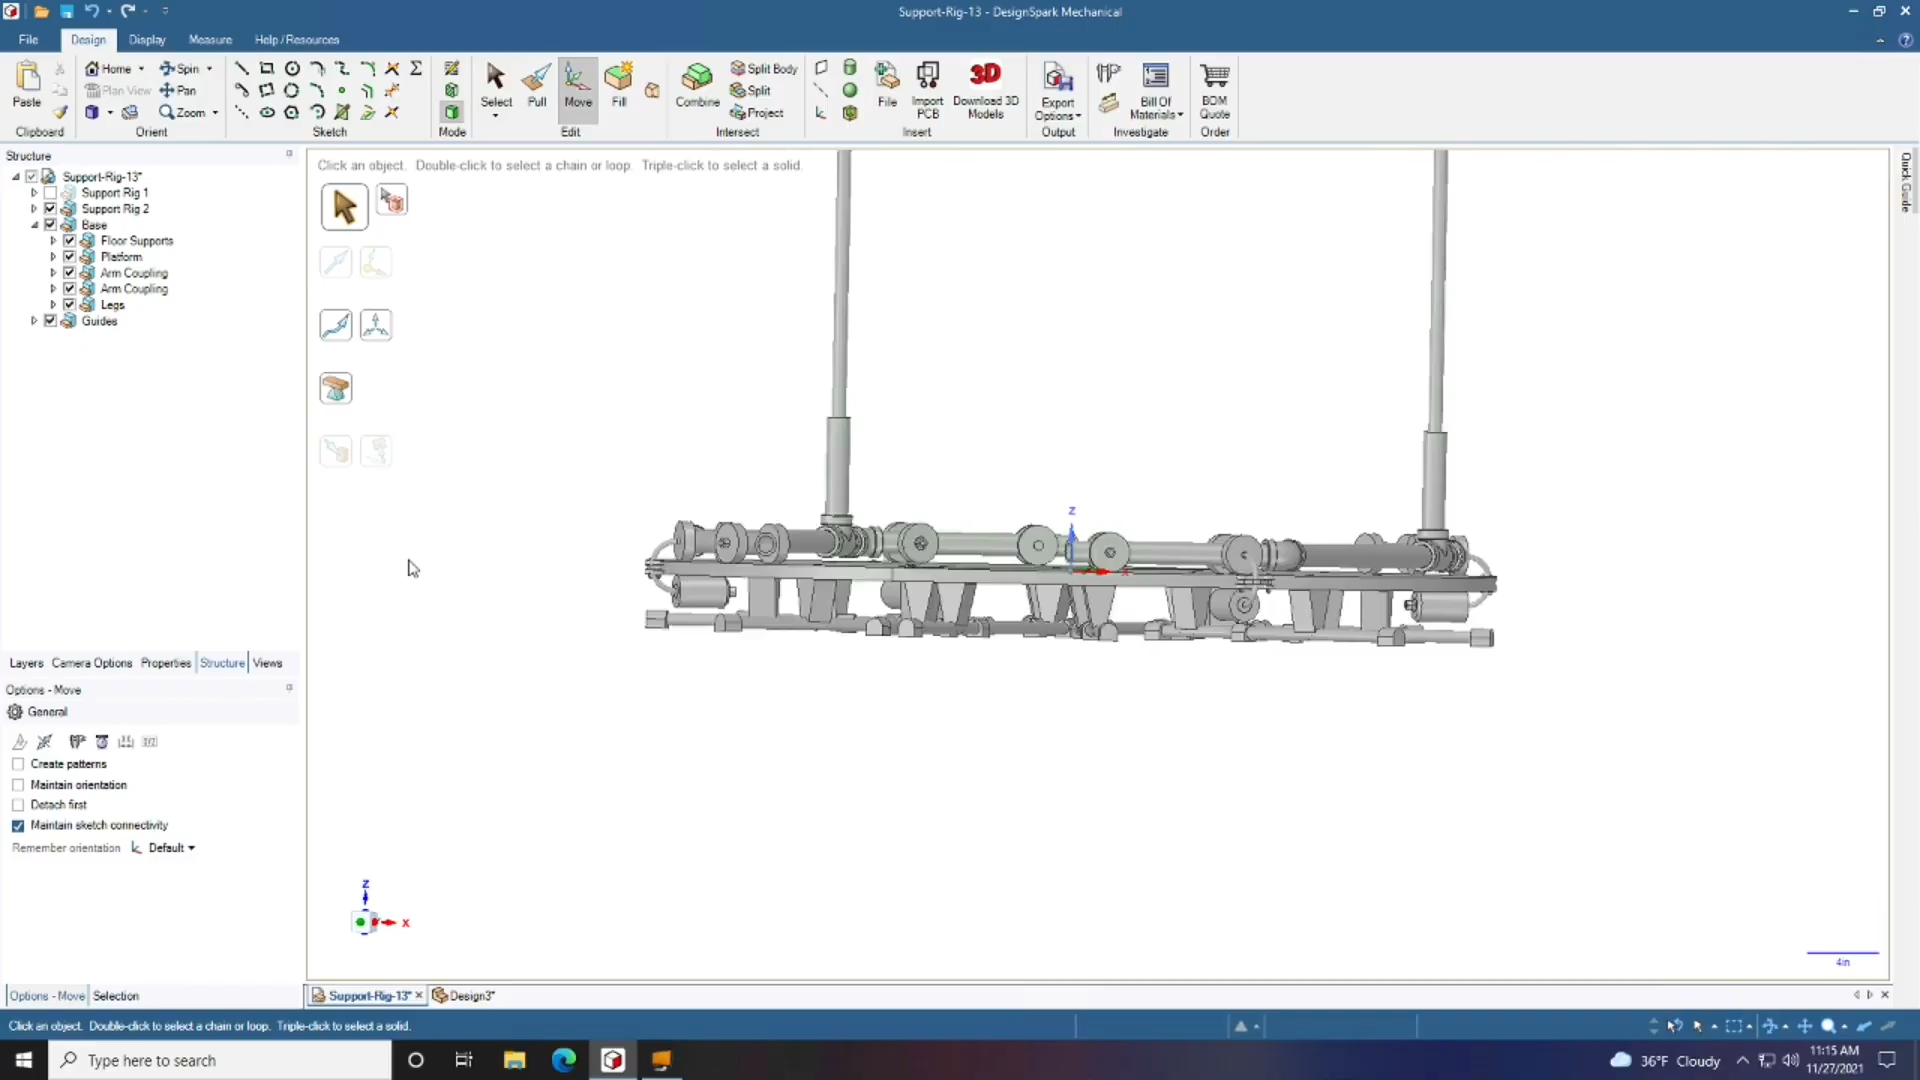 Support-Rig-13 - DesignSpark Mechanical
File Design Display Measure Help/Resources
Paste
Clipboard
Home Spin
Plan View Pan
Zoom
Orient
Sketch
Mode
Select Pull Move Fill
Edit
Combine Split Body
Split
Project
Intersect
File Import PCB Download 3D Models
3D
Insert
Export Options
Output
Bill Of Materials
Investigate
BOM Quote
Order
Structure
Support-Rig-13*
Support Rig 1
Support Rig 2
Base
Floor Supports
Platform
Arm Coupling
Arm Coupling
Legs
Guides
Click an object. Double-click to select a chain or loop. Triple-click to select a solid.
Quick Guide
Z
X
Layers Camera Options Properties Structure Views
Options - Move
General
Create patterns
Maintain orientation
Detach first
Maintain sketch connectivity
Remember orientation Default
Z
X
4in
Options - Move Selection
Support-Rig-13* Design3*
Click an object. Double-click to select a chain or loop. Triple-click to select a solid.
Type here to search
36°F Cloudy
11:15 AM
11/27/2021